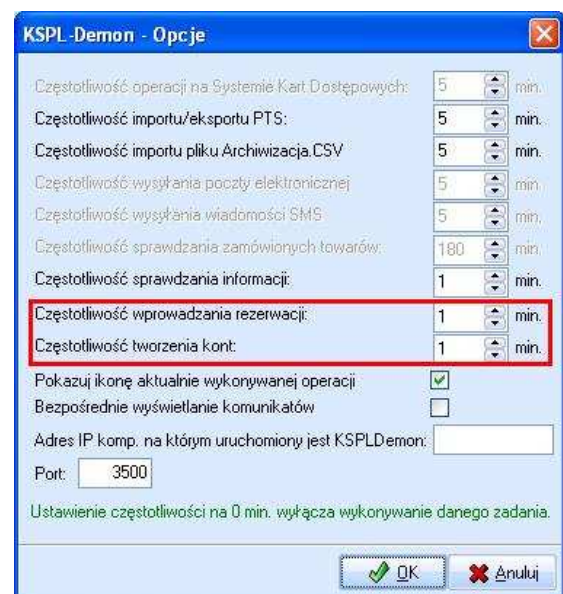 KSPL-Demon - Opcje
Częstotliwość operacji na Systemie Kart Dostępowych: 5 min.
Częstotliwość importu/eksportu PTS: 5 min.
Częstotliwość importu pliku Archiwizacja.CSV 5 min.
Częstotliwość wysyłania poczty elektronicznej 5 min.
Częstotliwość wysyłania wiadomości SMS 5 min.
Częstotliwość sprawdzania zamówionych towarów: 180 min.
Częstotliwość sprawdzania informacji: 1 min.
Częstotliwość wprowadzania rezerwacji: 1 min.
Częstotliwość tworzenia kont: 1 min.
Pokazuj ikonę aktualnie wykonywanej operacji
Bezpośrednie wyświetlanie komunikatów
Adres IP komp. na którym uruchomiony jest KSPLDemon:
Port: 3500
Ustawienie częstotliwości na 0 min. wyłącza wykonywanie danego zadania.
OK Anuluj